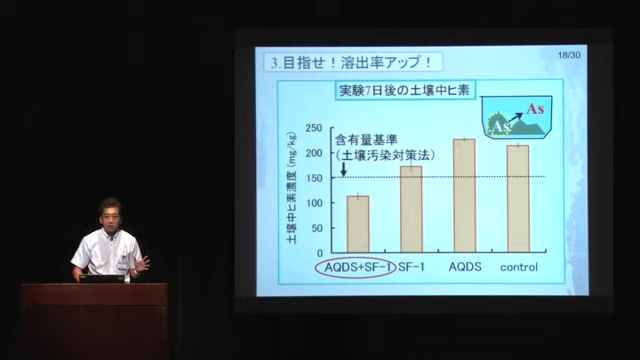 18/30
3.目指せ！溶出率アップ！
実験7日後の土壌中ヒ素
As
As
含有量基準
(土壌汚染対策法)
土壌中ヒ素濃度 (mg/kg)
250
200
150
100
50
0
AQDS+SF-1 SF-1 AQDS control